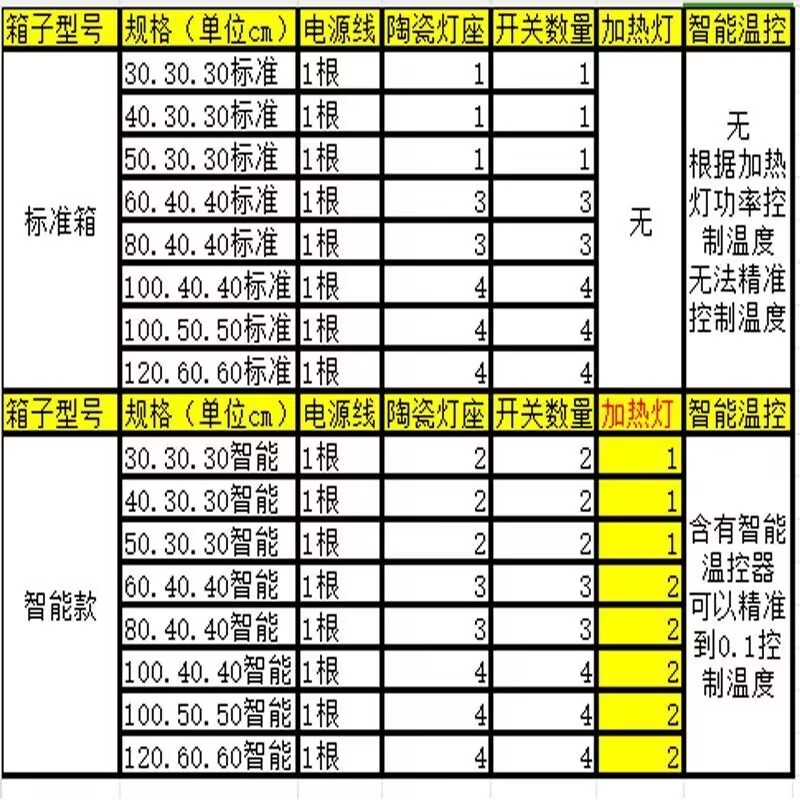 箱子型号 规格（单位cm） 电源线 陶瓷灯座 开关数量 加热灯 智能温控
标准箱
30.30.30标准 1根 1 1
40.30.30标准 1根 1 1
50.30.30标准 1根 1 1
60.40.40标准 1根 3 3
80.40.40标准 1根 3 3
100.40.40标准 1根 4 4
100.50.50标准 1根 4 4
120.60.60标准 1根 4 4
无
无
根据加热
灯功率控
制温度
无法精准
控制温度
箱子型号 规格（单位cm） 电源线 陶瓷灯座 开关数量 加热灯 智能温控
智能款
30.30.30智能 1根 2 2 1
40.30.30智能 1根 2 2 1
50.30.30智能 1根 2 2 1
60.40.40智能 1根 3 3 2
80.40.40智能 1根 3 3 2
100.40.40智能 1根 4 4 2
100.50.50智能 1根 4 4 2
120.60.60智能 1根 4 4 2
含有智能
温控器
可以精准
到0.1控
制温度